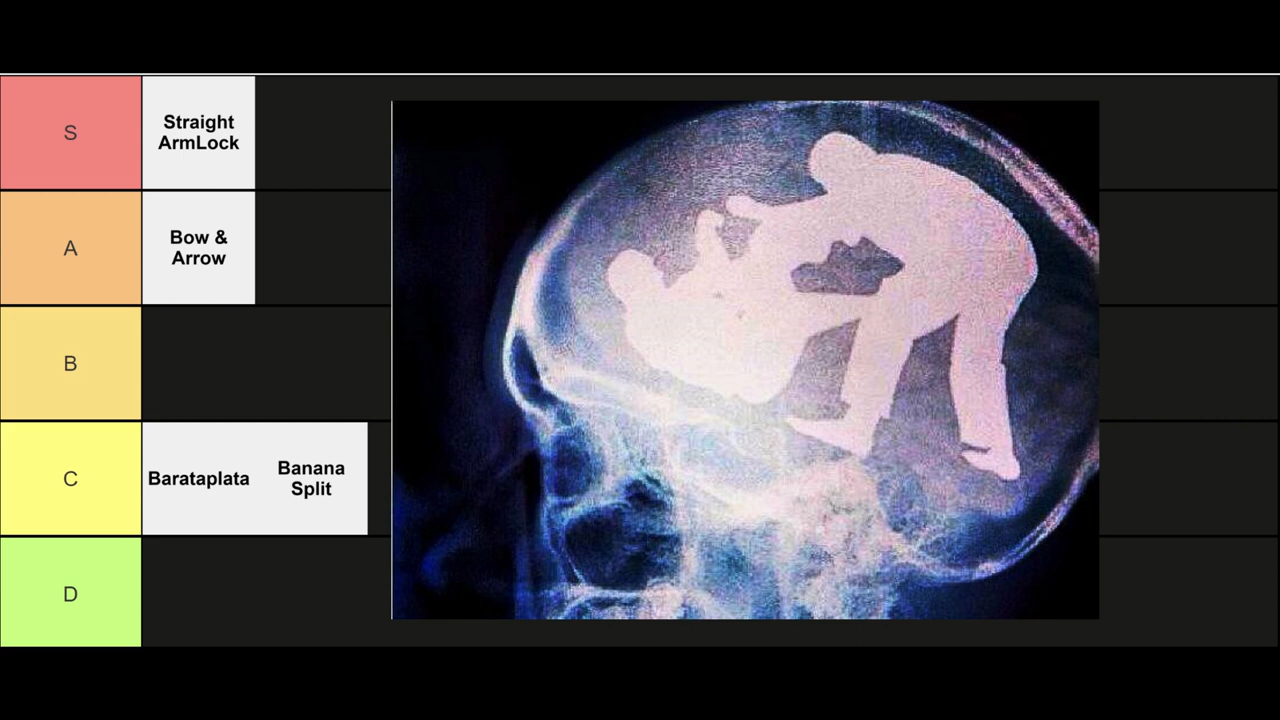 S
Straight
ArmLock
A
Bow &
Arrow
B
C
Barataplata
Banana
Split
D